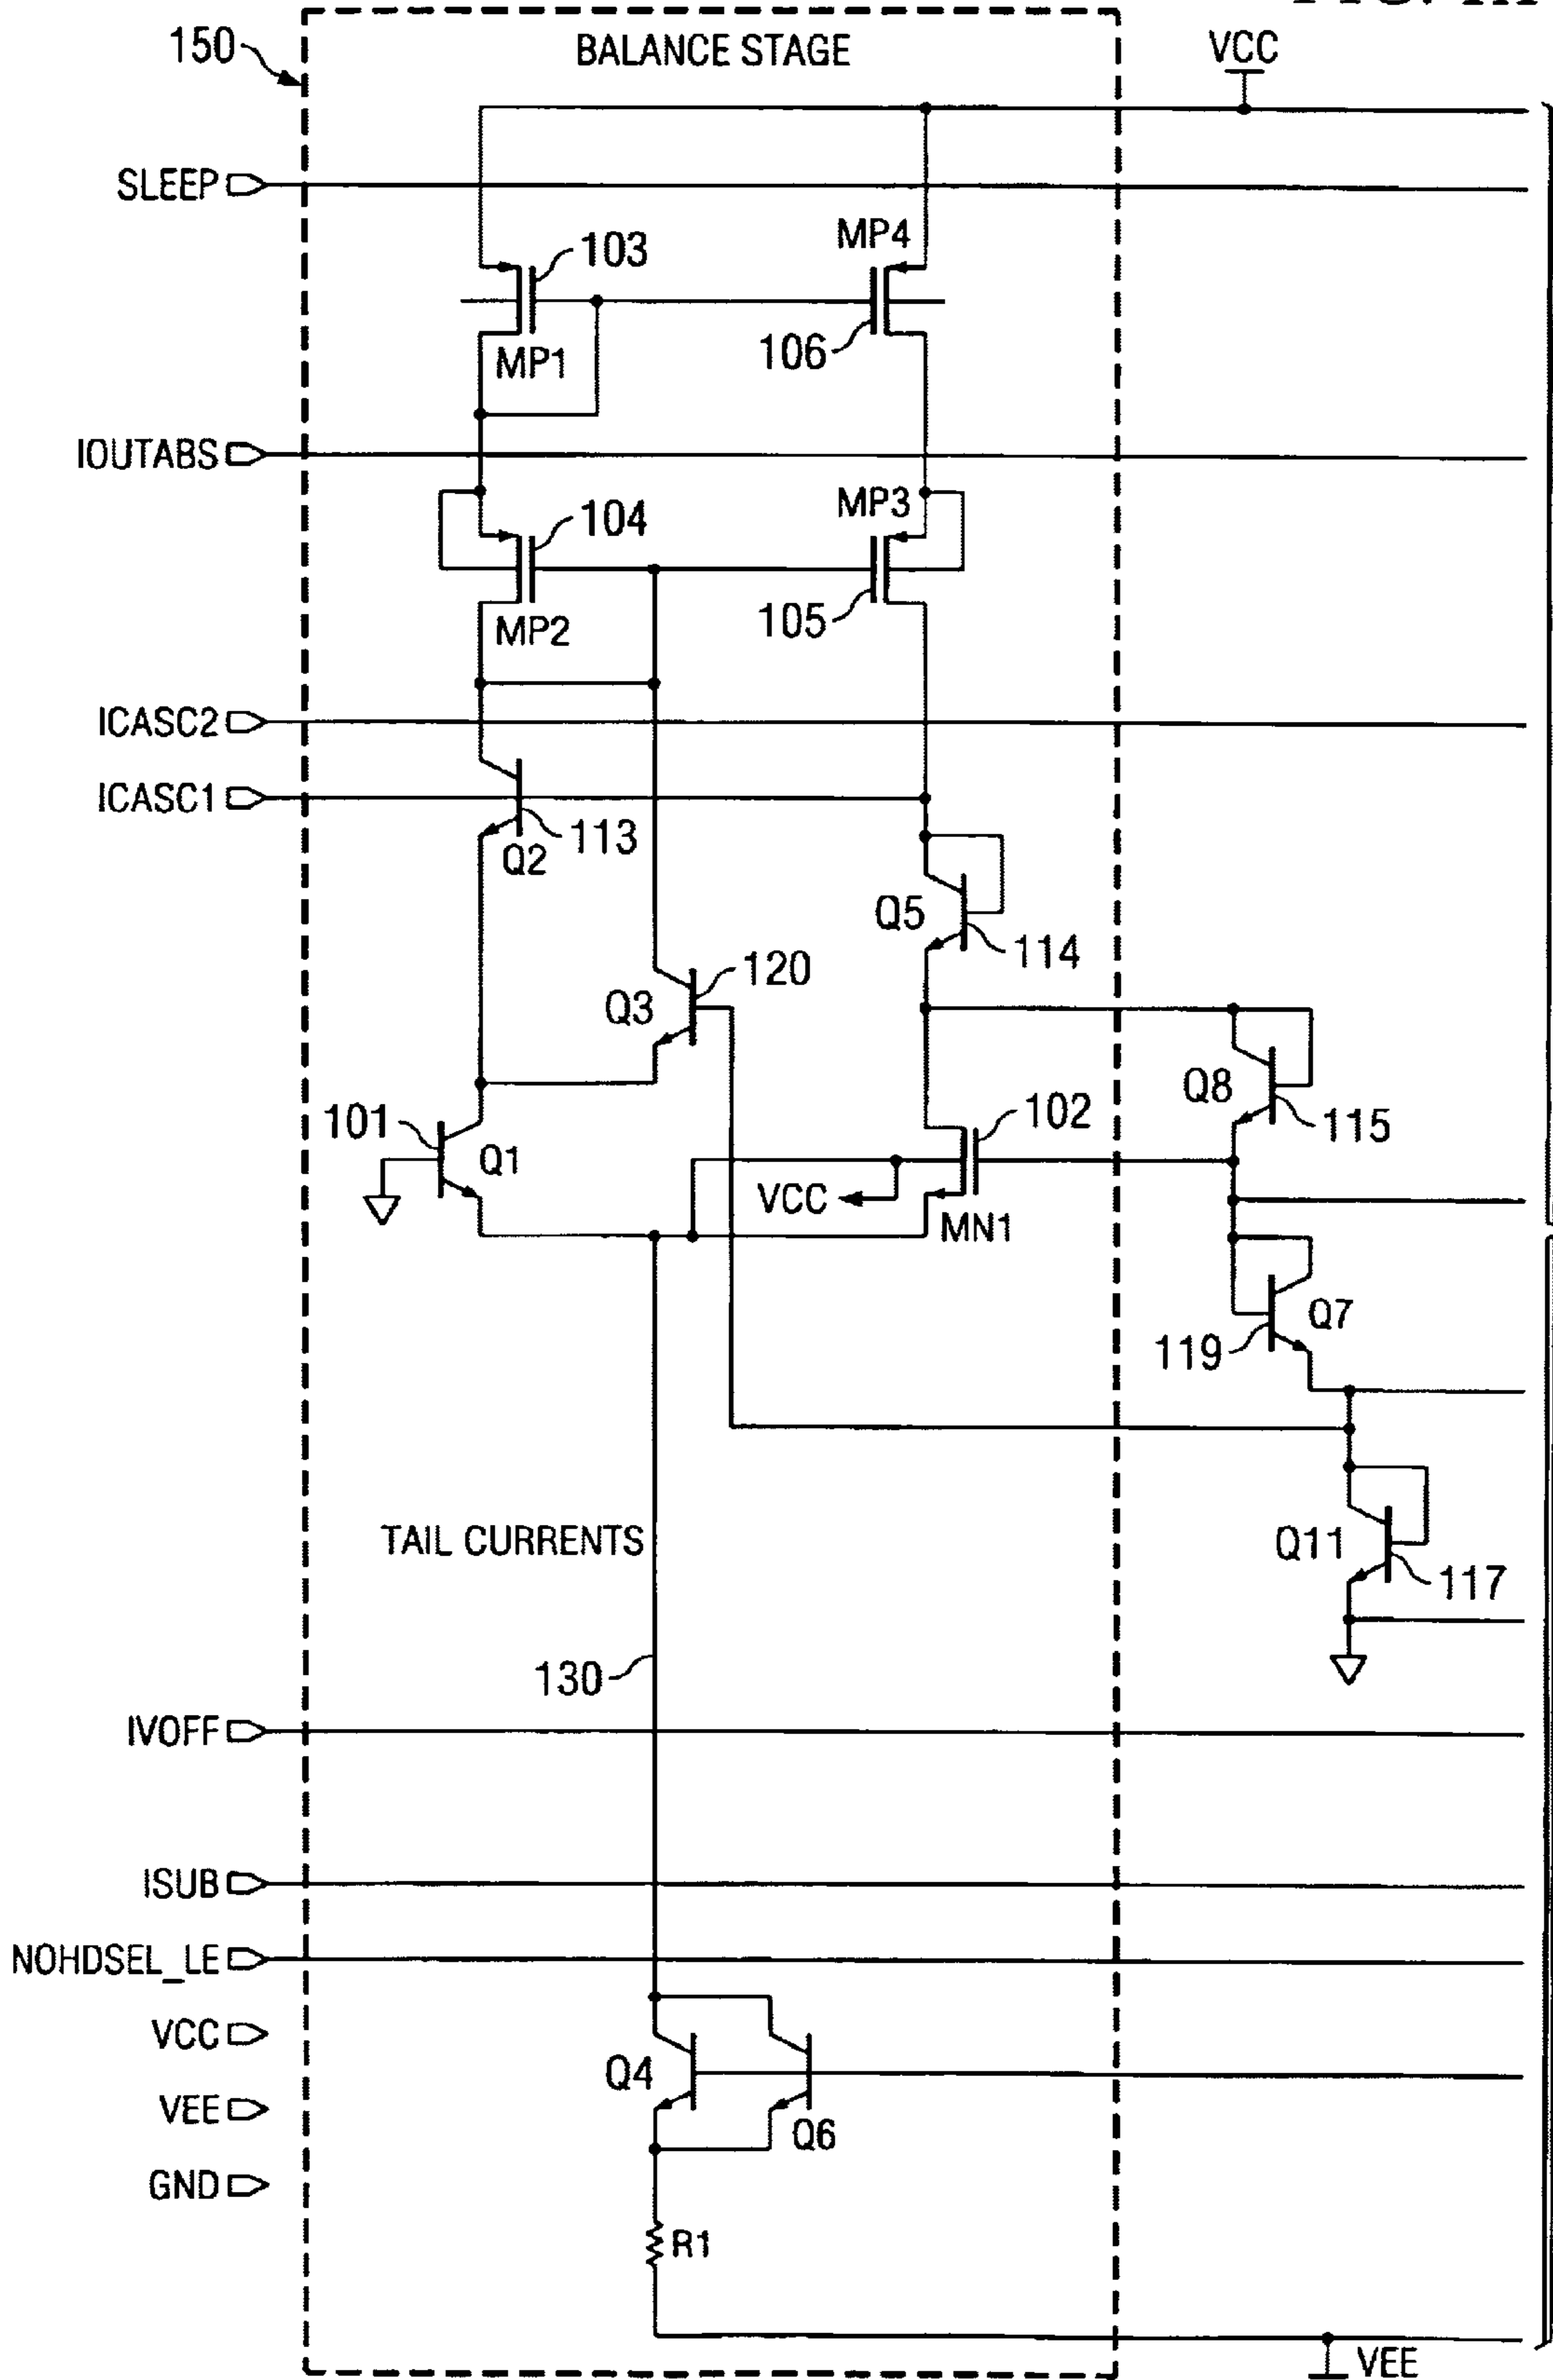 150
BALANCE STAGE
VCC
SLEEP
103
MP4
MP1
106
IOUTABS
104
MP3
MP2
105
ICASC2
ICASC1
113
Q2
Q5
114
120
Q3
Q8
115
101
Q1
102
VCC
MN1
Q7
119
TAIL CURRENTS
Q11
117
130
IVOFF
ISUB
NOHDSEL_LE
VCC
Q4
VEE
Q6
GND
R1
VEE